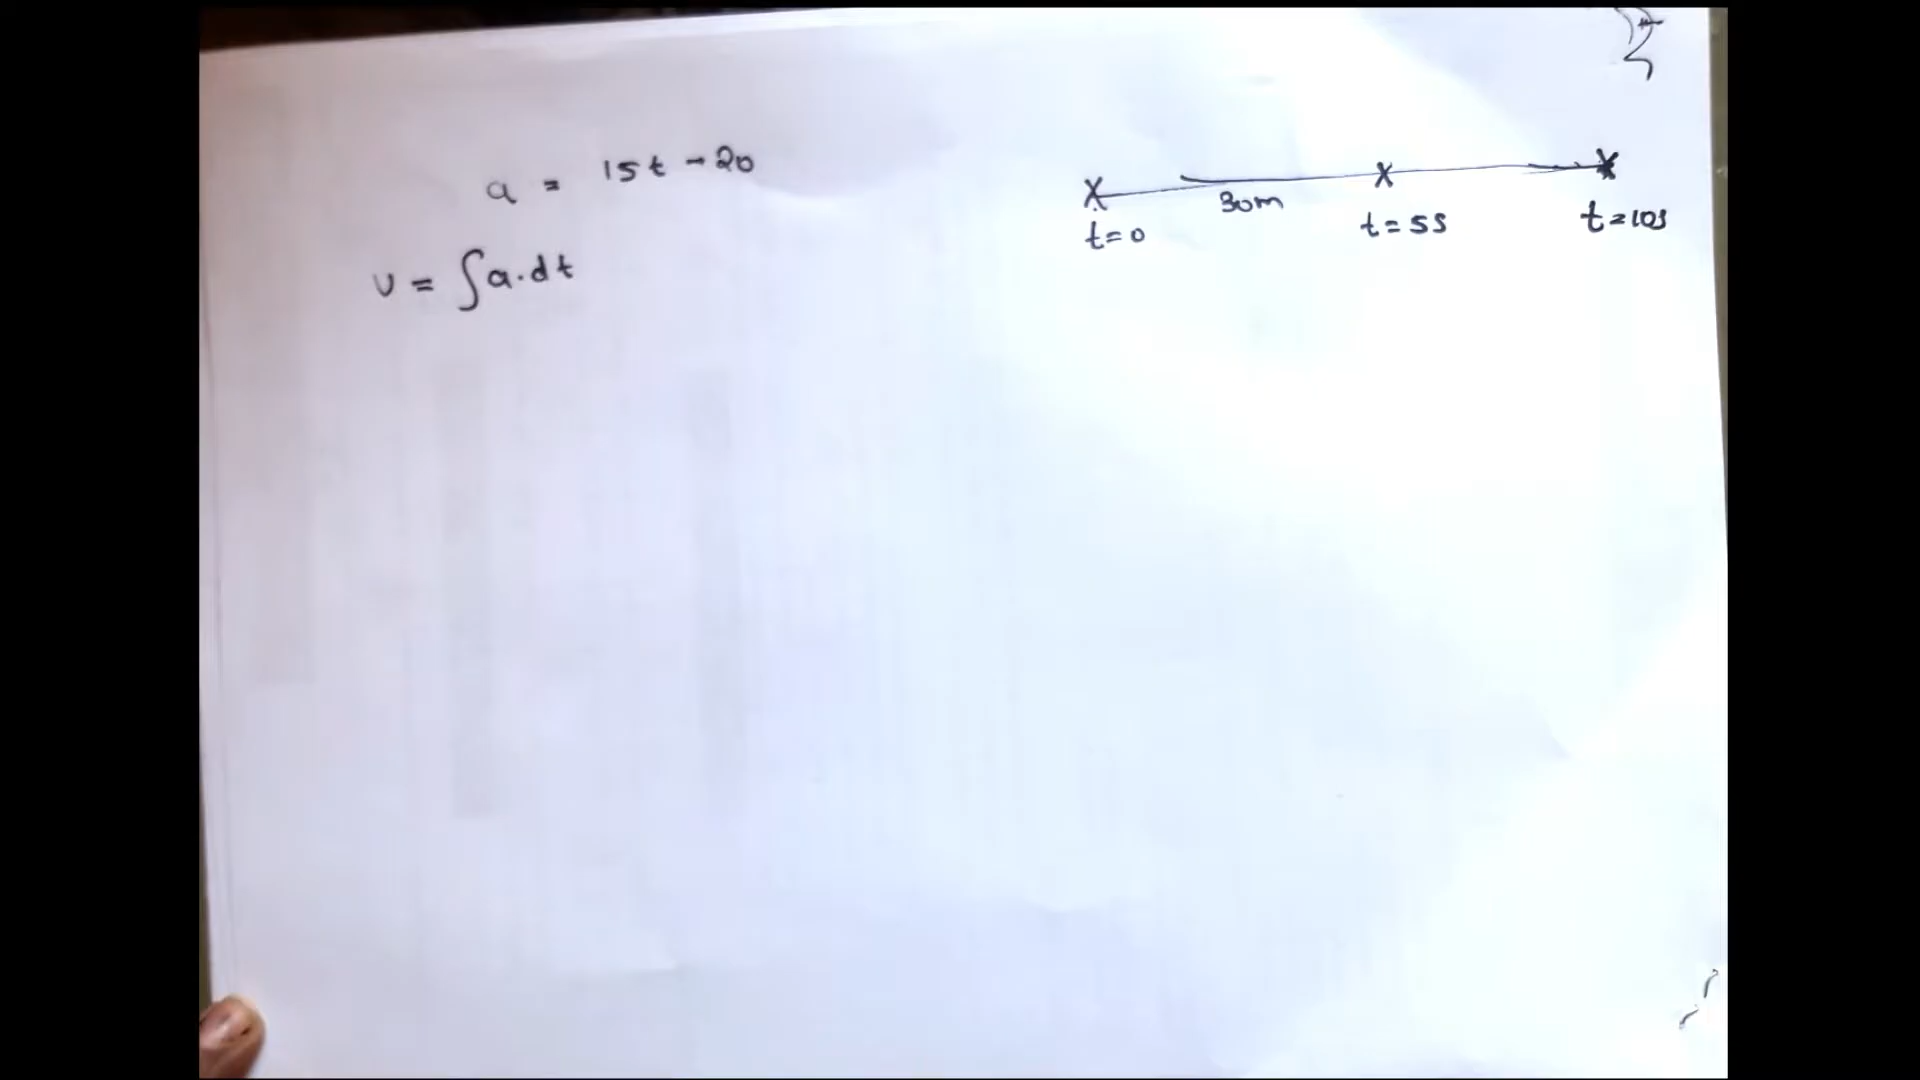 a = 15t - 20
v = ∫a.dt
30m
t=0
t=5s
t=10s